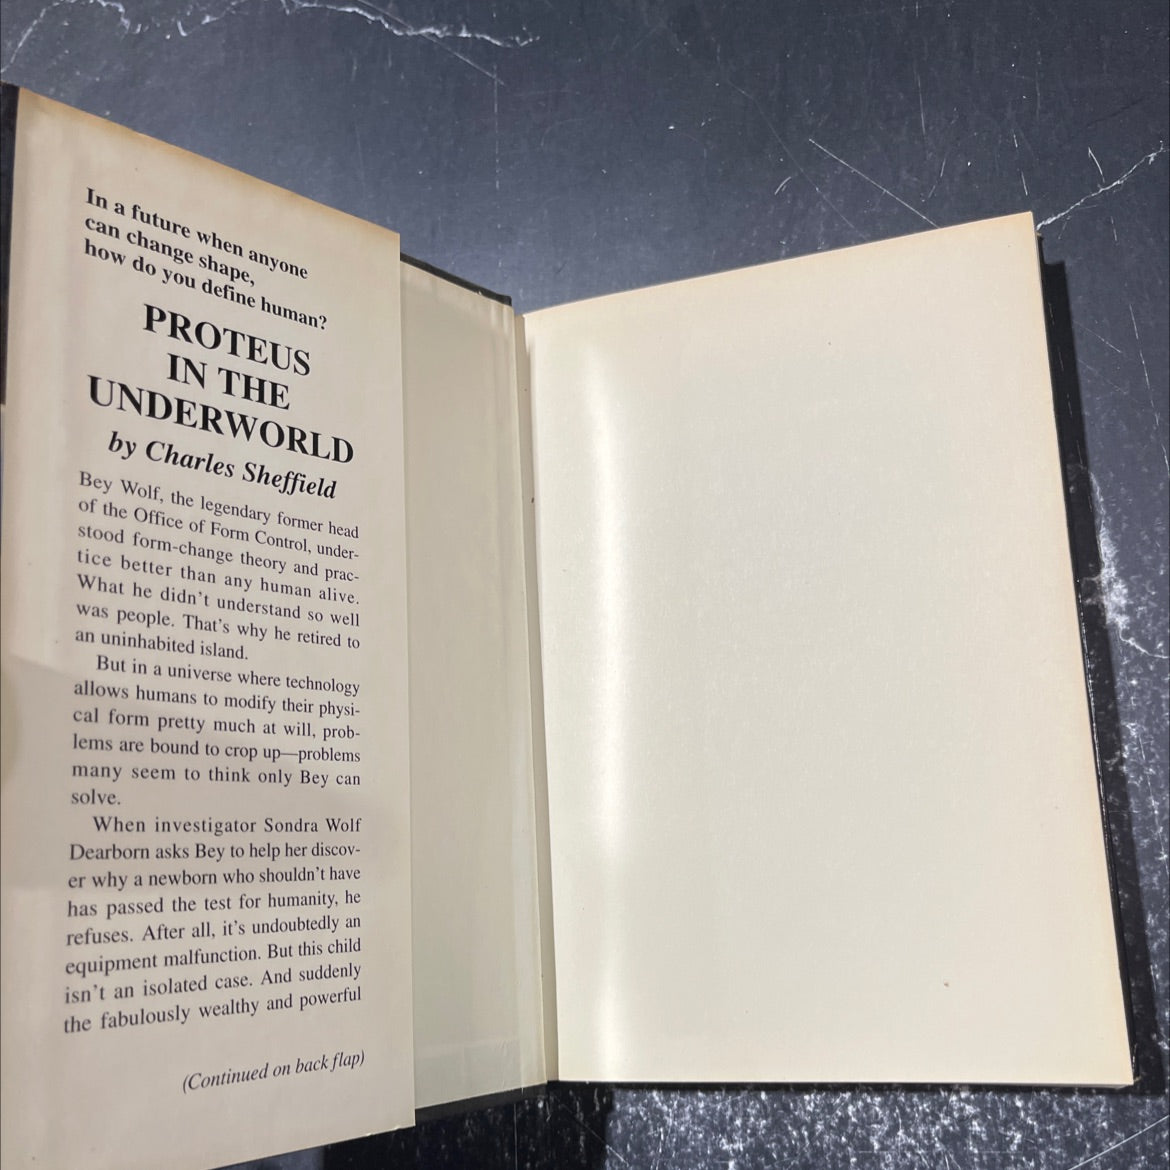 In a future when anyone
can change shape,
how do you define human?
PROTEUS
IN THE
UNDERWORLD
by Charles Sheffield
Bey Wolf, the legendary former head
of the Office of Form Control, under-
stood form-change theory and prac-
tice better than any human alive.
What he didn't understand so well
was people. That's why he retired to
an uninhabited island.
But in a universe where technology
allows humans to modify their physi-
cal form pretty much at will, prob-
lems are bound to crop up—problems
many seem to think only Bey can
solve.
When investigator Sondra Wolf
Dearborn asks Bey to help her discov-
er why a newborn who shouldn't have
has passed the test for humanity, he
refuses. After all, it's undoubtedly an
equipment malfunction. But this child
isn't an isolated case. And suddenly
the fabulously wealthy and powerful
(Continued on back flap)